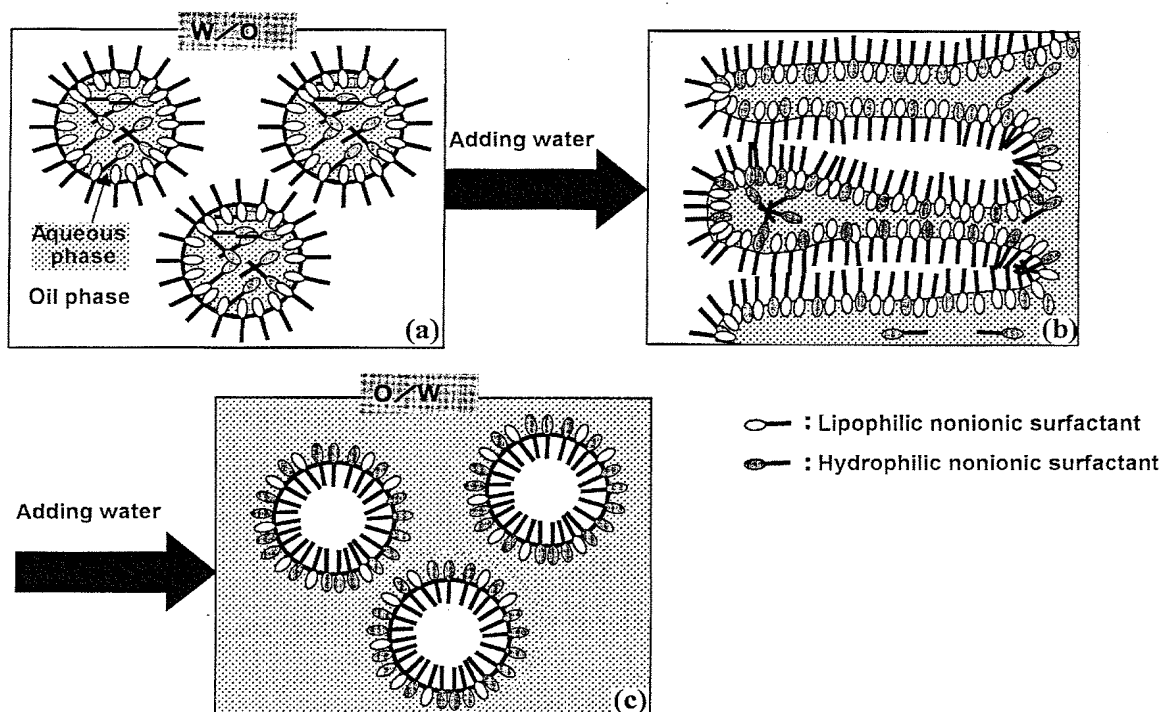 W/O
Aqueous
phase
Oil phase
(a)
Adding water
(b)
Adding water
O/W
(c)
: Lipophilic nonionic surfactant
: Hydrophilic nonionic surfactant